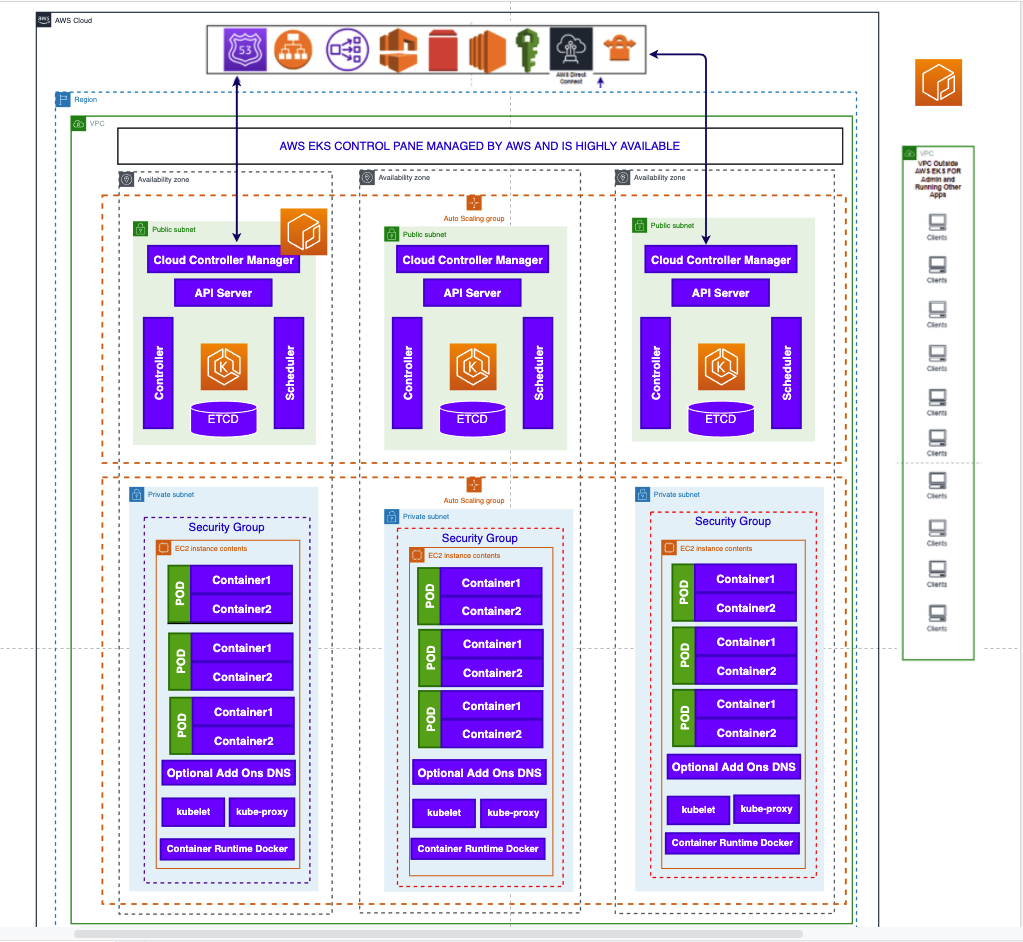 aws
AWS Cloud
53
AWS Direct
Connect
Region
VPC
AWS EKS CONTROL PANE MANAGED BY AWS AND IS HIGHLY AVAILABLE
Availability zone
Availability zone
Availability zone
Auto Scaling group
Public subnet
Cloud Controller Manager
API Server
Controller
K
Scheduler
ETCD
Public subnet
Cloud Controller Manager
API Server
Controller
K
Scheduler
ETCD
Public subnet
Cloud Controller Manager
API Server
Controller
K
Scheduler
ETCD
Auto Scaling group
Private subnet
Security Group
EC2 instance contents
POD
Container1
Container2
POD
Container1
Container2
POD
Container1
Container2
Optional Add Ons DNS
kubelet
kube-proxy
Container Runtime Docker
Private subnet
Security Group
EC2 instance contents
POD
Container1
Container2
POD
Container1
Container2
POD
Container1
Container2
Optional Add Ons DNS
kubelet
kube-proxy
Container Runtime Docker
Private subnet
Security Group
EC2 instance contents
POD
Container1
Container2
POD
Container1
Container2
POD
Container1
Container2
Optional Add Ons DNS
kubelet
kube-proxy
Container Runtime Docker
VPC
VPC Outside
AWS EKS FOR
Admin and
Running Other
Apps
Clients
Clients
Clients
Clients
Clients
Clients
Clients
Clients
Clients
Clients